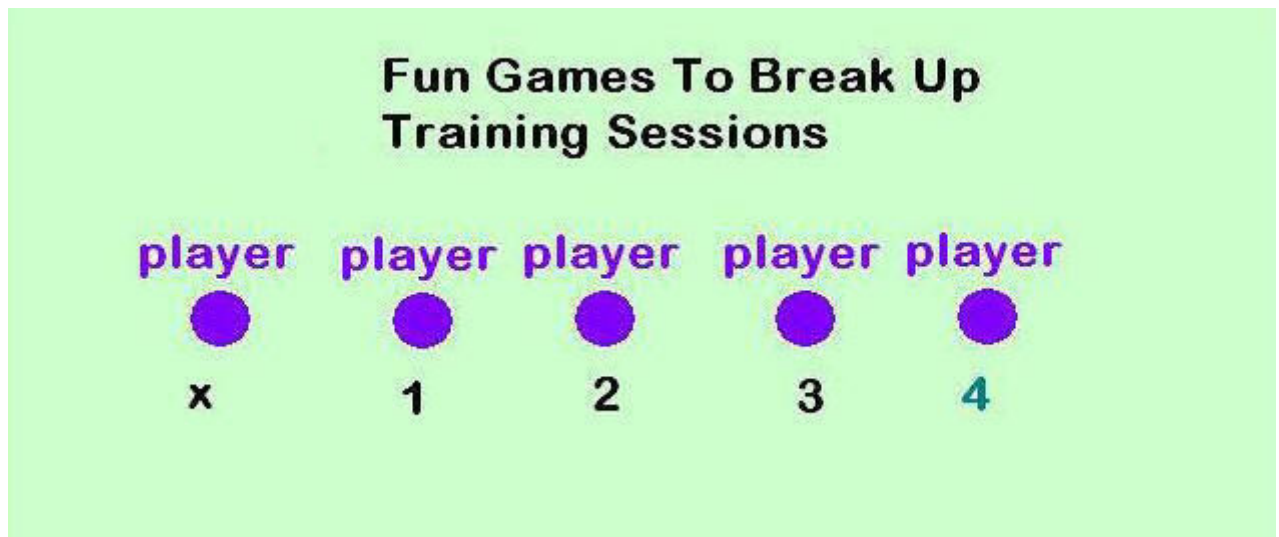 Fun Games To Break Up
Training Sessions
player player player player player
x 1 2 3 4